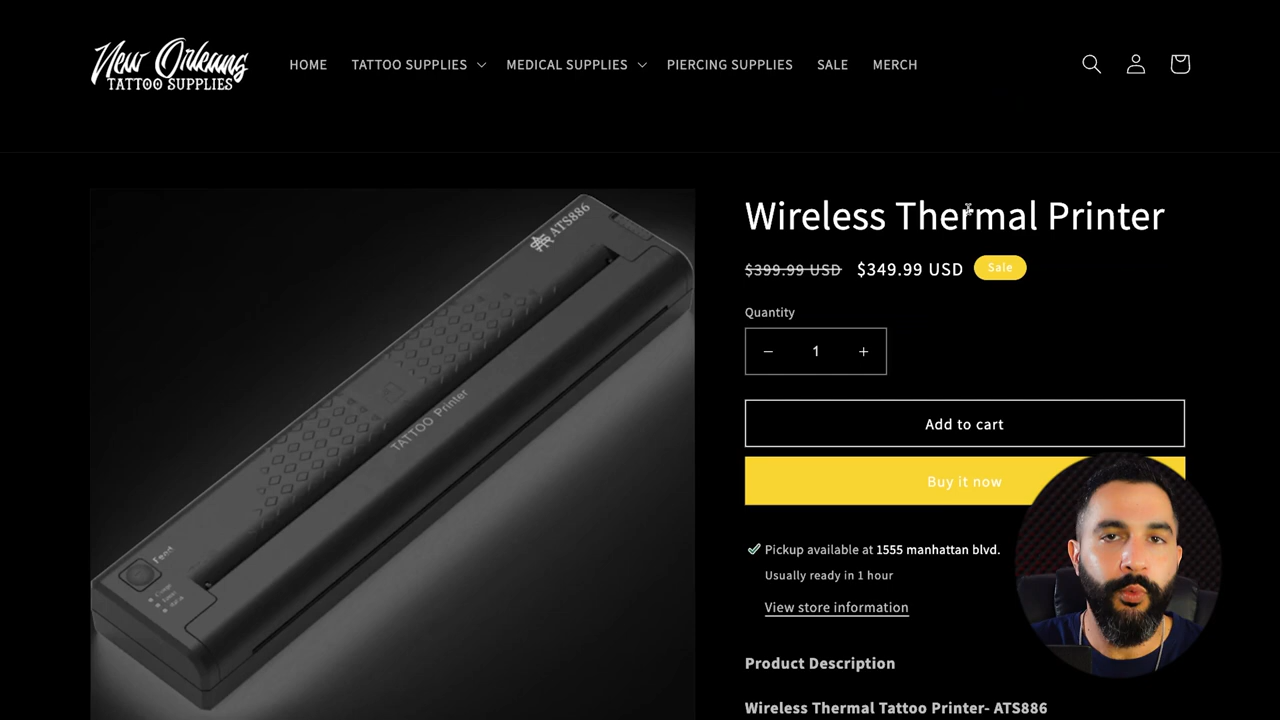 New Orleans
TATTOO SUPPLIES
HOME
TATTOO SUPPLIES
MEDICAL SUPPLIES
PIERCING SUPPLIES
SALE
MERCH
ATS886
TATTOO Printer
Feed
Wireless Thermal Printer
$399.99 USD $349.99 USD Sale
Quantity
− 1 +
Add to cart
Buy it now
Pickup available at 1555 manhattan blvd.
Usually ready in 1 hour
View store information
Product Description
Wireless Thermal Tattoo Printer- ATS886